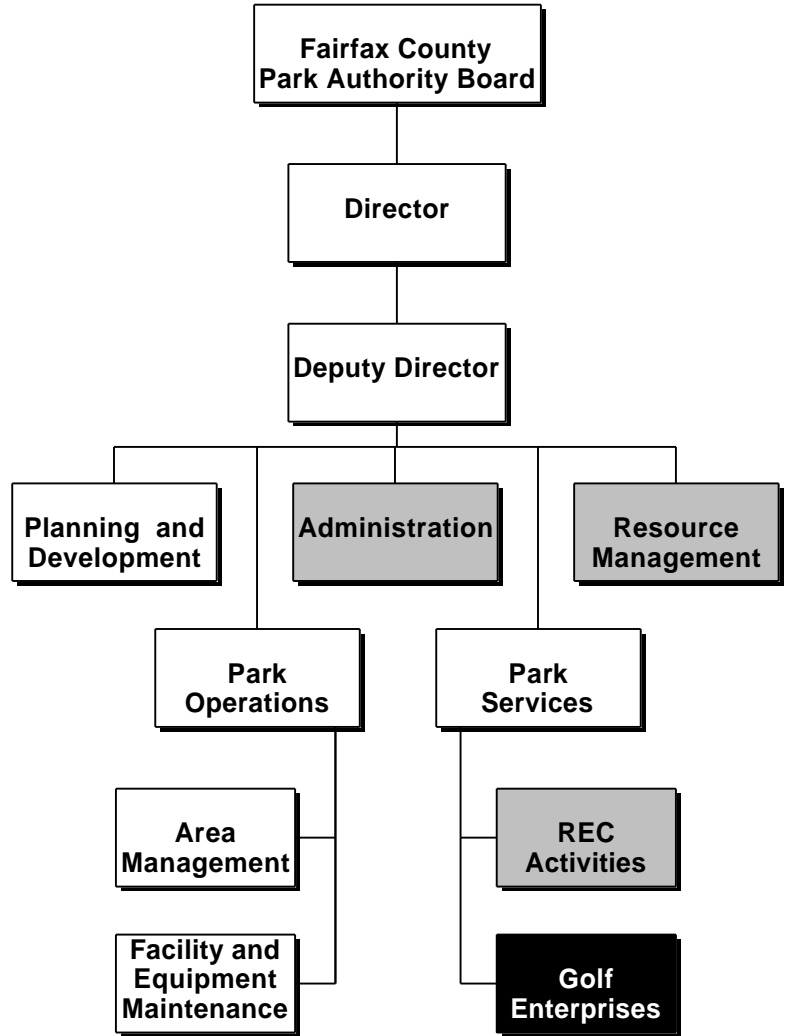 Fairfax County
Park Authority Board
Director
Deputy Director
Planning and
Development
Administration
Resource
Management
Park
Operations
Park
Services
Area
Management
REC
Activities
Facility and
Equipment
Maintenance
Golf
Enterprises